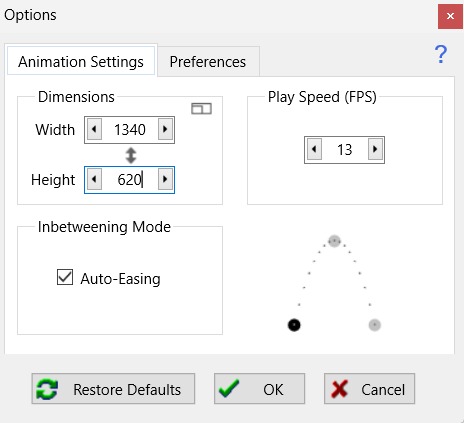 Options
Animation Settings
Preferences
?
Dimensions
Width
1340
Height
620
Play Speed (FPS)
13
Inbetweening Mode
Auto-Easing
Restore Defaults
OK
Cancel